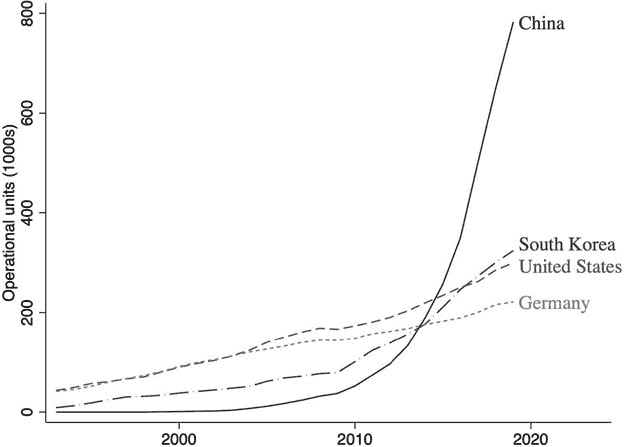 Operational units (1000s)
800
600
400
200
0
2000
2010
2020
China
South Korea
United States
Germany